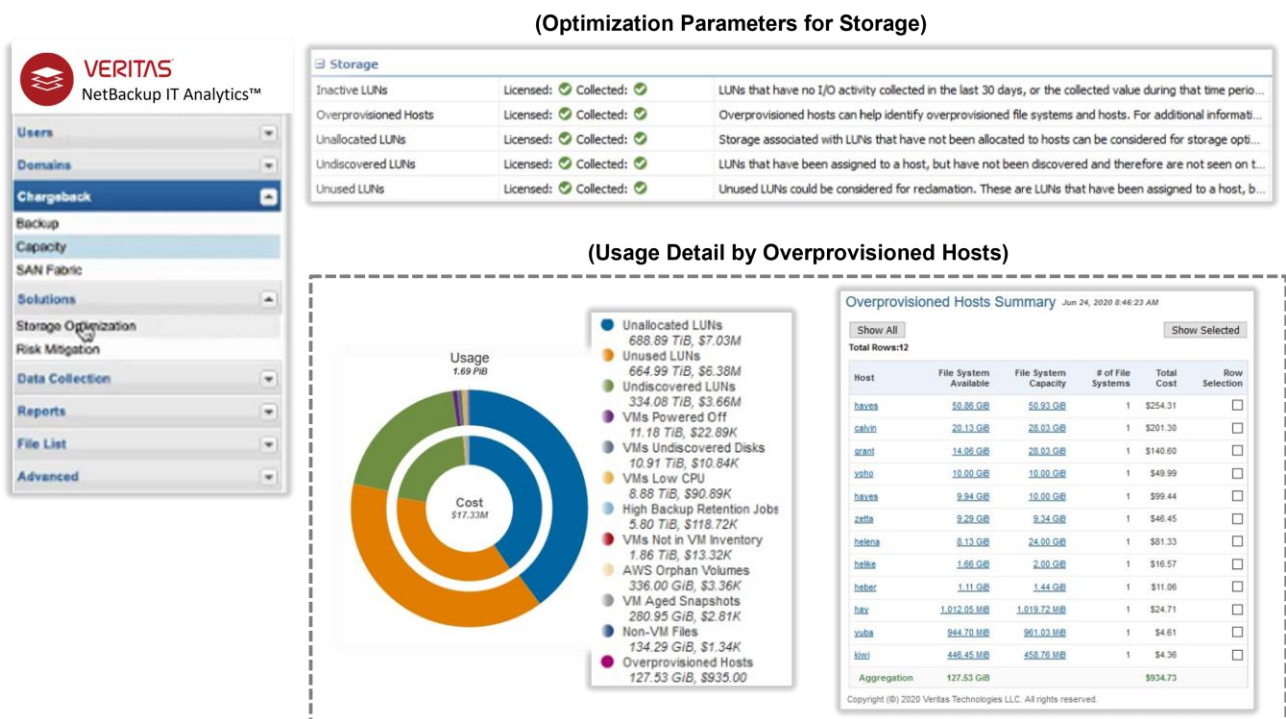 (Optimization Parameters for Storage)
VERITAS
NetBackup IT Analytics™
Users
Domains
Chargeback
Backup
Capacity
SAN Fabric
Solutions
Storage Optimization
Risk Mitigation
Data Collection
Reports
File List
Advanced
Storage
Inactive LUNs Licensed: Collected: LUNs that have no I/O activity collected in the last 30 days, or the collected value during that time perio...
Overprovisioned Hosts Licensed: Collected: Overprovisioned hosts can help identify overprovisioned file systems and hosts. For additional informati...
Unallocated LUNs Licensed: Collected: Storage associated with LUNs that have not been allocated to hosts can be considered for storage opti...
Undiscovered LUNs Licensed: Collected: LUNs that have been assigned to a host, but have not been discovered and therefore are not seen on t...
Unused LUNs Licensed: Collected: Unused LUNs could be considered for reclamation. These are LUNs that have been assigned to a host, b...
(Usage Detail by Overprovisioned Hosts)
Usage
1.69 PiB
Cost
$17.33M
Unallocated LUNs
688.89 TiB, $7.03M
Unused LUNs
664.99 TiB, $6.38M
Undiscovered LUNs
334.08 TiB, $3.66M
VMs Powered Off
11.18 TiB, $22.89K
VMs Undiscovered Disks
10.91 TiB, $10.84K
VMs Low CPU
8.88 TiB, $90.89K
High Backup Retention Jobs
5.80 TiB, $118.72K
VMs Not in VM Inventory
1.86 TiB, $13.32K
AWS Orphan Volumes
336.00 GiB, $3.36K
VM Aged Snapshots
280.95 GiB, $2.81K
Non-VM Files
134.29 GiB, $1.34K
Overprovisioned Hosts
127.53 GiB, $935.00
Overprovisioned Hosts Summary Jun 24, 2020 8:46:23 AM
Show All Show Selected
Total Rows:12
Host File System Available File System Capacity # of File Systems Total Cost Row Selection
hayes 50.86 GiB 50.93 GiB 1 $254.31
calvin 20.13 GiB 28.03 GiB 1 $201.30
grant 14.06 GiB 28.03 GiB 1 $140.60
yoho 10.00 GiB 10.00 GiB 1 $49.99
hayes 9.94 GiB 10.00 GiB 1 $99.44
zetta 9.29 GiB 9.34 GiB 1 $46.45
helena 8.13 GiB 24.00 GiB 1 $81.33
helike 1.66 GiB 2.00 GiB 1 $16.57
heber 1.11 GiB 1.44 GiB 1 $11.06
hay 1,012.05 MiB 1,019.72 MiB 1 $24.71
yuba 944.70 MiB 961.03 MiB 1 $4.61
kiwi 446.45 MiB 458.76 MiB 1 $4.36
Aggregation 127.53 GiB $934.73
Copyright (©) 2020 Veritas Technologies LLC. All rights reserved.